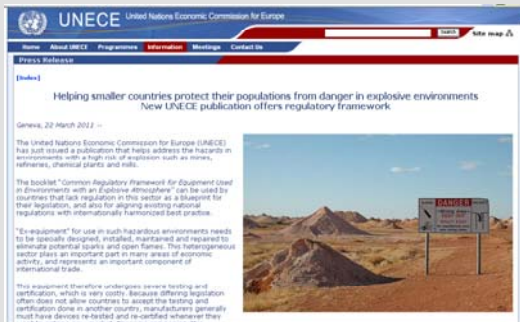 UNECE United Nations Economic Commission for Europe
Search Site map
Home About UNECE Programmes Information Meetings Contact Us
Press Release
[Index]
Helping smaller countries protect their populations from danger in explosive environments
New UNECE publication offers regulatory framework
Geneva, 22 March 2011 --
The United Nations Economic Commission for Europe (UNECE)
has just issued a publication that helps address the hazards in
environments with a high risk of explosion such as mines,
refineries, chemical plants and mills.
The booklet "Common Regulatory Framework for Equipment Used
in Environments with an Explosive Atmosphere" can be used by
countries that lack regulation in this sector as a blueprint for
their legislation, and also for aligning existing national
regulations with internationally harmonized best practice.
"Ex-equipment" for use in such hazardous environments needs
to be specially designed, installed, maintained and repaired to
eliminate potential sparks and open flames. This heterogeneous
sector plays an important part in many areas of economic
activity, and represents an important component of
international trade.
This equipment therefore undergoes severe testing and
certification, which is very costly. Because differing legislation
often does not allow countries to accept the testing and
certification done in another country, manufacturers generally
must have devices re-tested and re-certified whenever they
DANGER